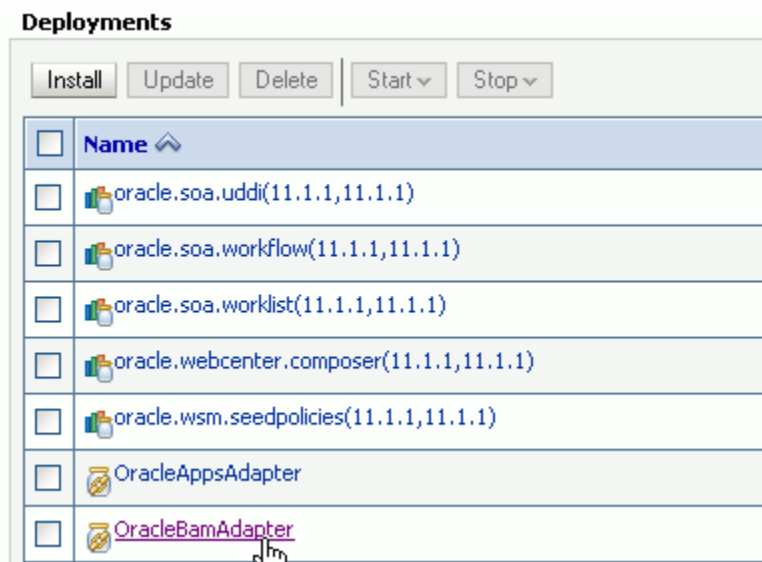 Deployments
Install Update Delete Start Stop
Name
oracle.soa.uddi(11.1.1,11.1.1)
oracle.soa.workflow(11.1.1,11.1.1)
oracle.soa.worklist(11.1.1,11.1.1)
oracle.webcenter.composer(11.1.1,11.1.1)
oracle.wsm.seedpolicies(11.1.1,11.1.1)
OracleAppsAdapter
OracleBamAdapter